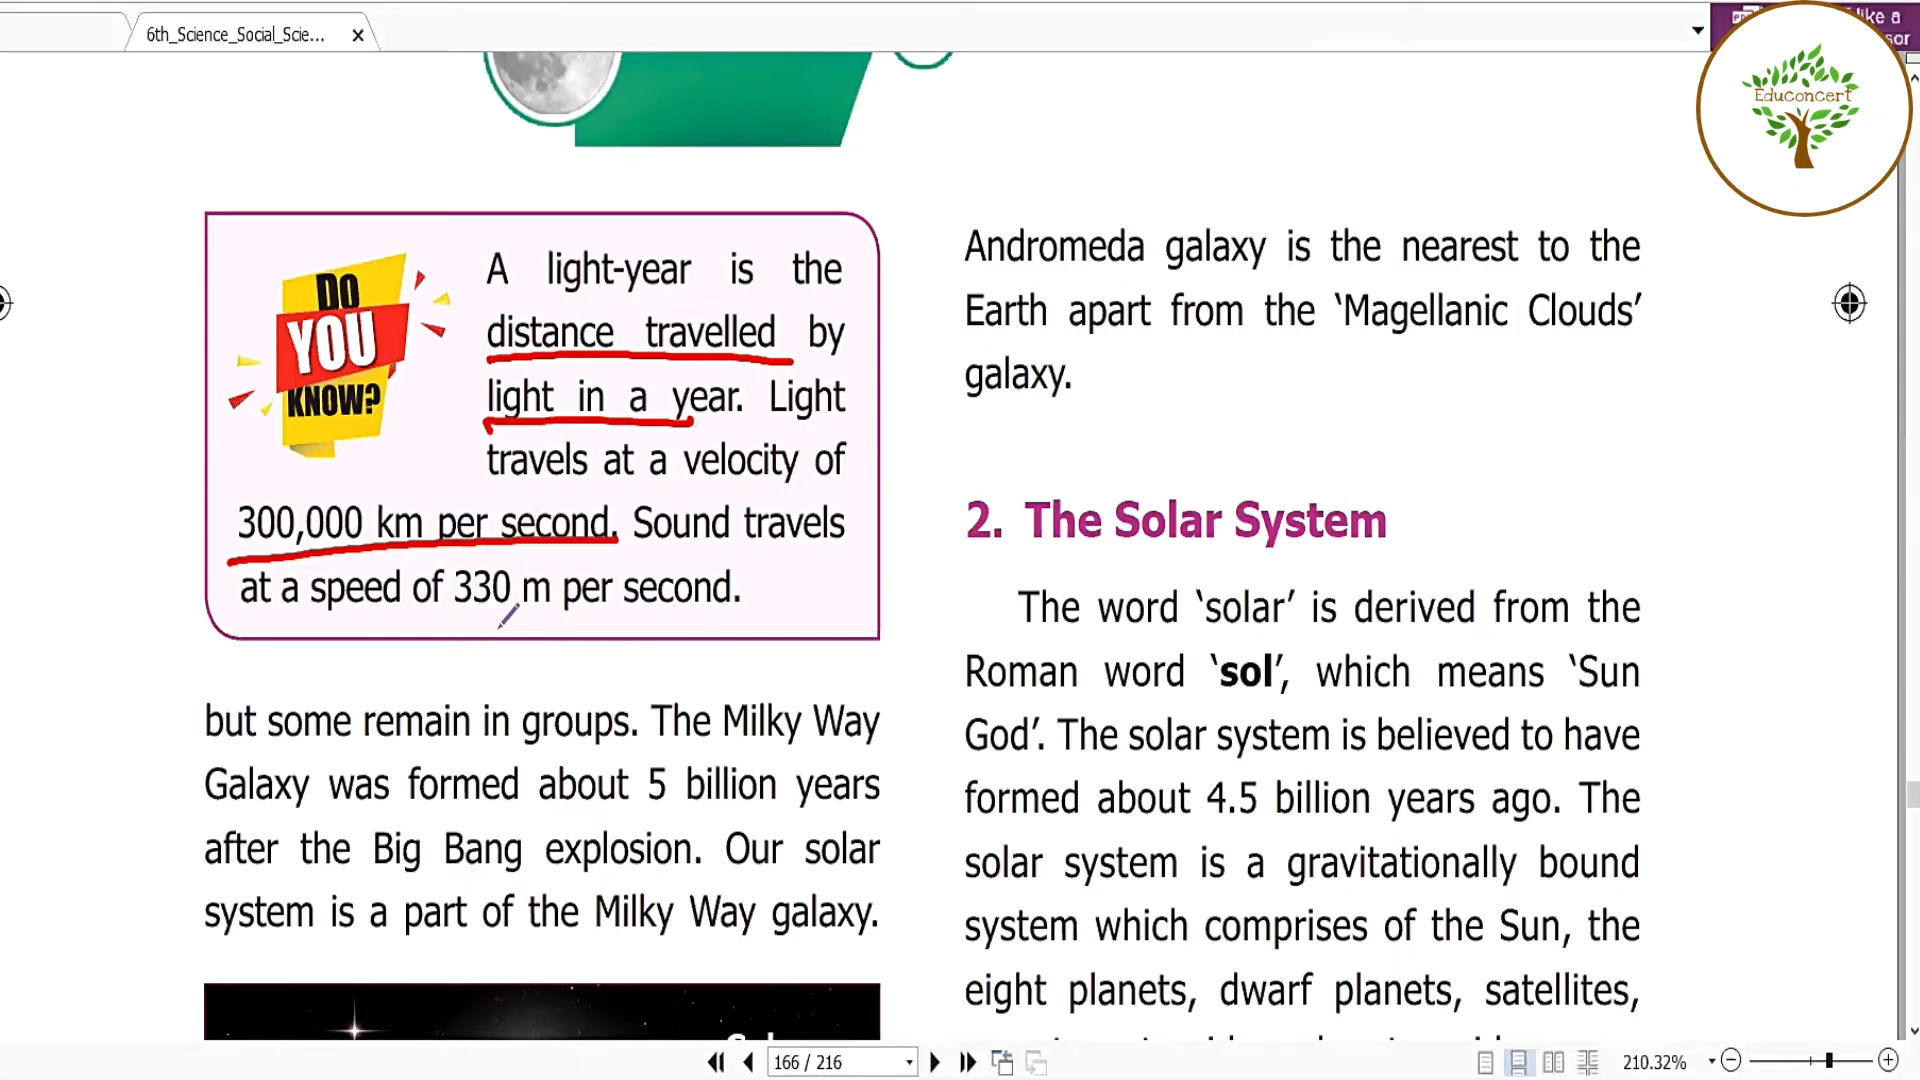 6th_Science_Social_Scie...
like a
Educoncert
DO
YOU
KNOW?
A light-year is the
distance travelled by
light in a year. Light
travels at a velocity of
300,000 km per second. Sound travels
at a speed of 330 m per second.
but some remain in groups. The Milky Way
Galaxy was formed about 5 billion years
after the Big Bang explosion. Our solar
system is a part of the Milky Way galaxy.
Andromeda galaxy is the nearest to the
Earth apart from the ‘Magellanic Clouds’
galaxy.
2. The Solar System
The word ‘solar’ is derived from the
Roman word ‘sol’, which means ‘Sun
God’. The solar system is believed to have
formed about 4.5 billion years ago. The
solar system is a gravitationally bound
system which comprises of the Sun, the
eight planets, dwarf planets, satellites,
166 / 216
210.32%